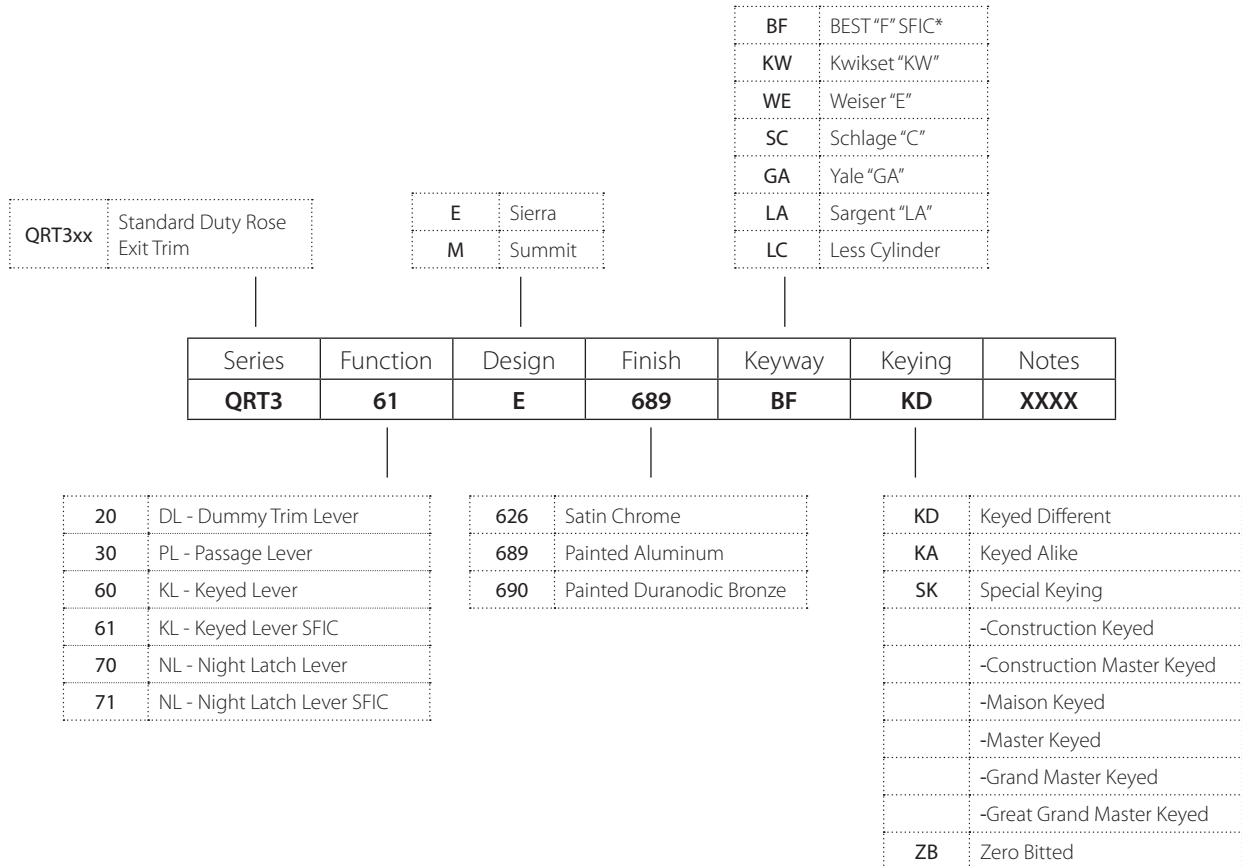 BF BEST "F" SFIC*
KW Kwikset "KW"
WE Weiser "E"
SC Schlage "C"
GA Yale "GA"
LA Sargent "LA"
LC Less Cylinder
QRT3xx Standard Duty Rose
Exit Trim
E Sierra
M Summit
Series Function Design Finish Keyway Keying Notes
QRT3 61 E 689 BF KD XXXX
20 DL - Dummy Trim Lever
30 PL - Passage Lever
60 KL - Keyed Lever
61 KL - Keyed Lever SFIC
70 NL - Night Latch Lever
71 NL - Night Latch Lever SFIC
626 Satin Chrome
689 Painted Aluminum
690 Painted Duranodic Bronze
KD Keyed Different
KA Keyed Alike
SK Special Keying
-Construction Keyed
-Construction Master Keyed
-Maison Keyed
-Master Keyed
-Grand Master Keyed
-Great Grand Master Keyed
ZB Zero Bitted